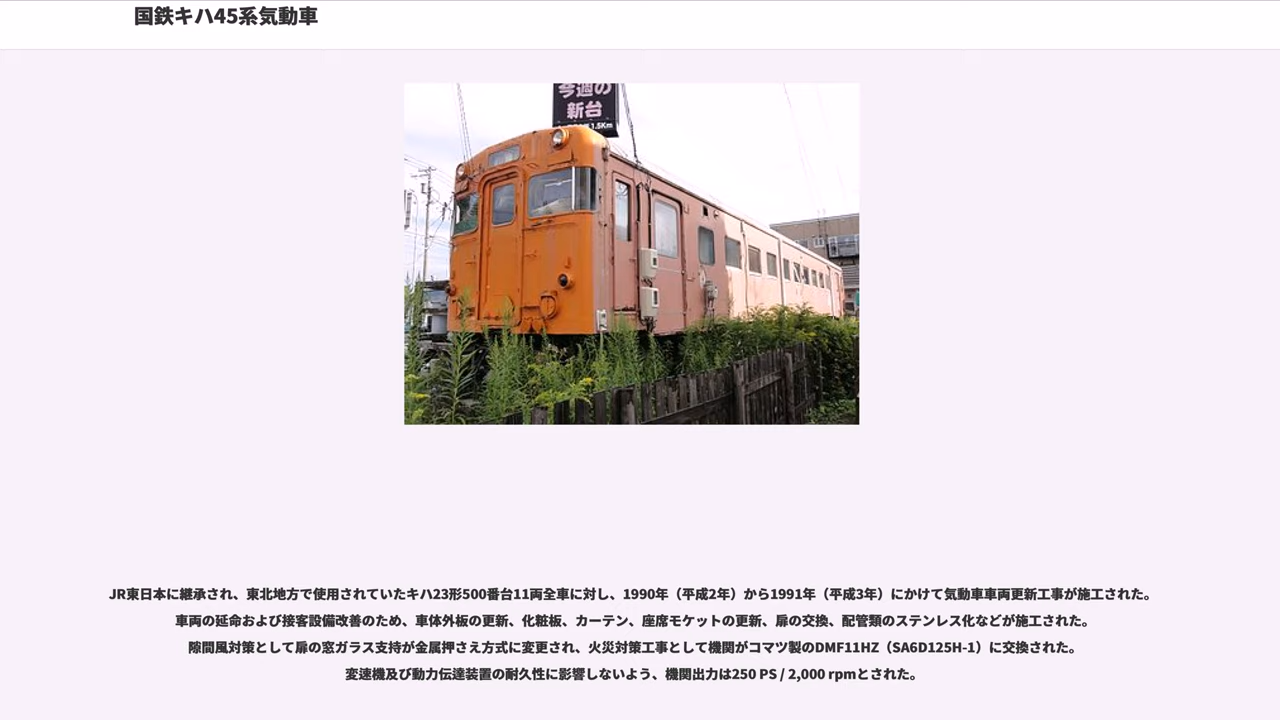 国鉄キハ45系気動車
今週の
新台
1.5Km
JR東日本に継承され、東北地方で使用されていたキハ23形500番台11両全車に対し、1990年（平成2年）から1991年（平成3年）にかけて気動車車両更新工事が施工された。
車両の延命および接客設備改善のため、車体外板の更新、化粧板、カーテン、座席モケットの更新、扉の交換、配管類のステンレス化などが施工された。
隙間風対策として扉の窓ガラス支持が金属押さえ方式に変更され、火災対策工事として機関がコマツ製のDMF11HZ（SA6D125H-1）に交換された。
変速機及び動力伝達装置の耐久性に影響しないよう、機関出力は250 PS / 2,000 rpmとされた。